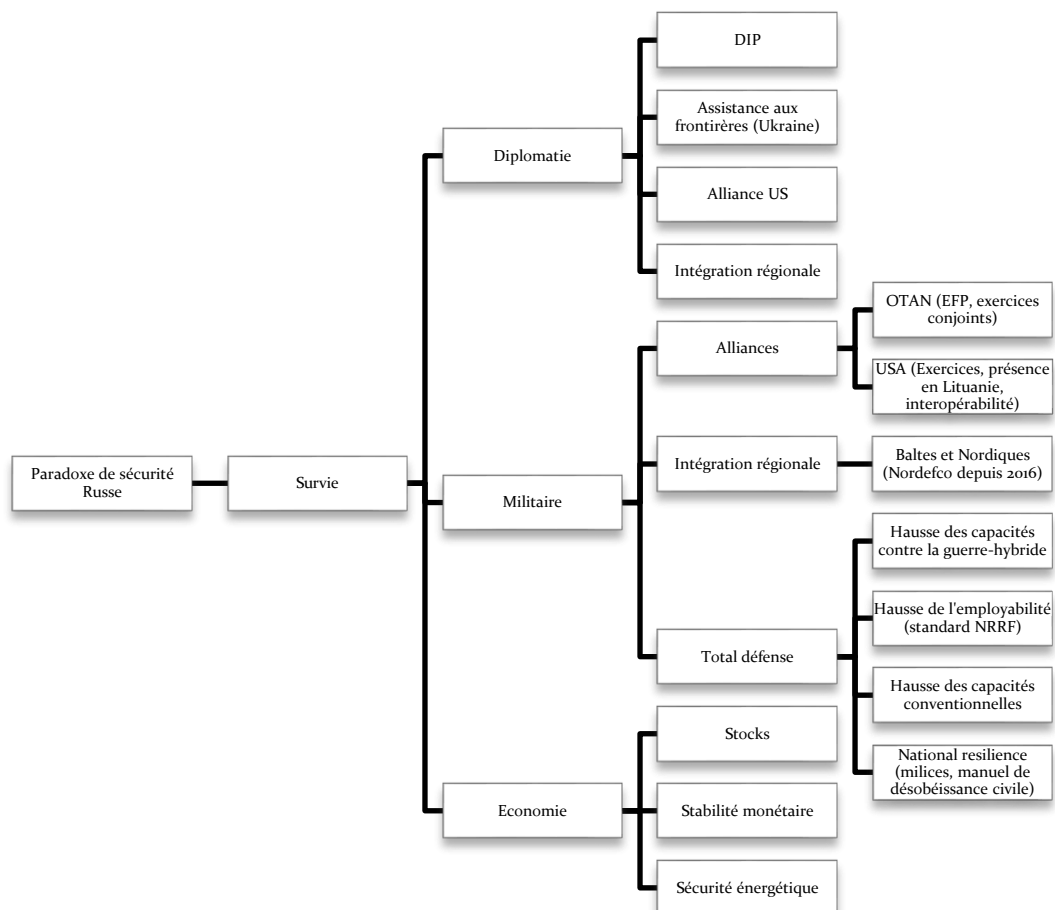 DIP
Assistance aux
frontirères (Ukraine)
Diplomatie
Alliance US
Intégration régionale
OTAN (EFP, exercices
conjoints)
Alliances
USA (Exercices, présence
en Lituanie,
interopérabilité)
Paradoxe de sécurité
Russe
Survie
Militaire
Intégration régionale
Baltes et Nordiques
(Nordefco depuis 2016)
Hausse des capacités
contre la guerre-hybride
Hausse de l'employabilité
(standard NRRF)
Total défense
Hausse des capacités
conventionnelles
National resilience
(milices, manuel de
désobéissance civile)
Stocks
Economie
Stabilité monétaire
Sécurité énergétique